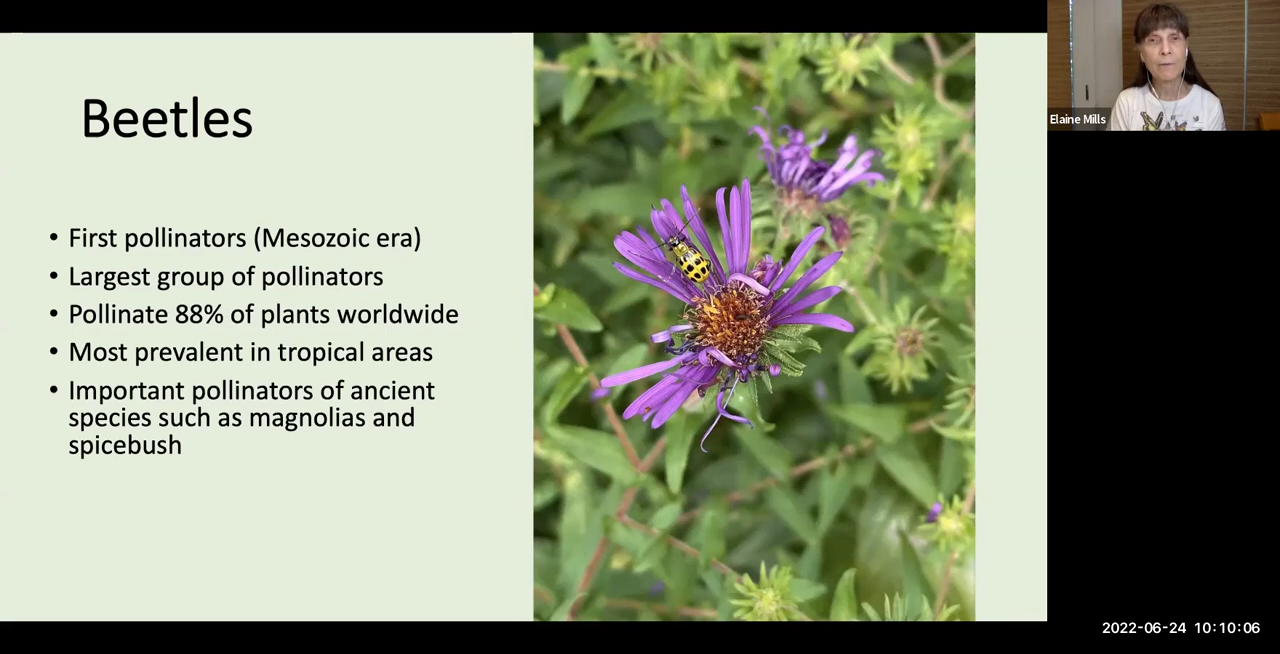 Beetles
• First pollinators (Mesozoic era)
• Largest group of pollinators
• Pollinate 88% of plants worldwide
• Most prevalent in tropical areas
• Important pollinators of ancient
species such as magnolias and
spicebush
Elaine Mills
2022-06-24 10:10:06